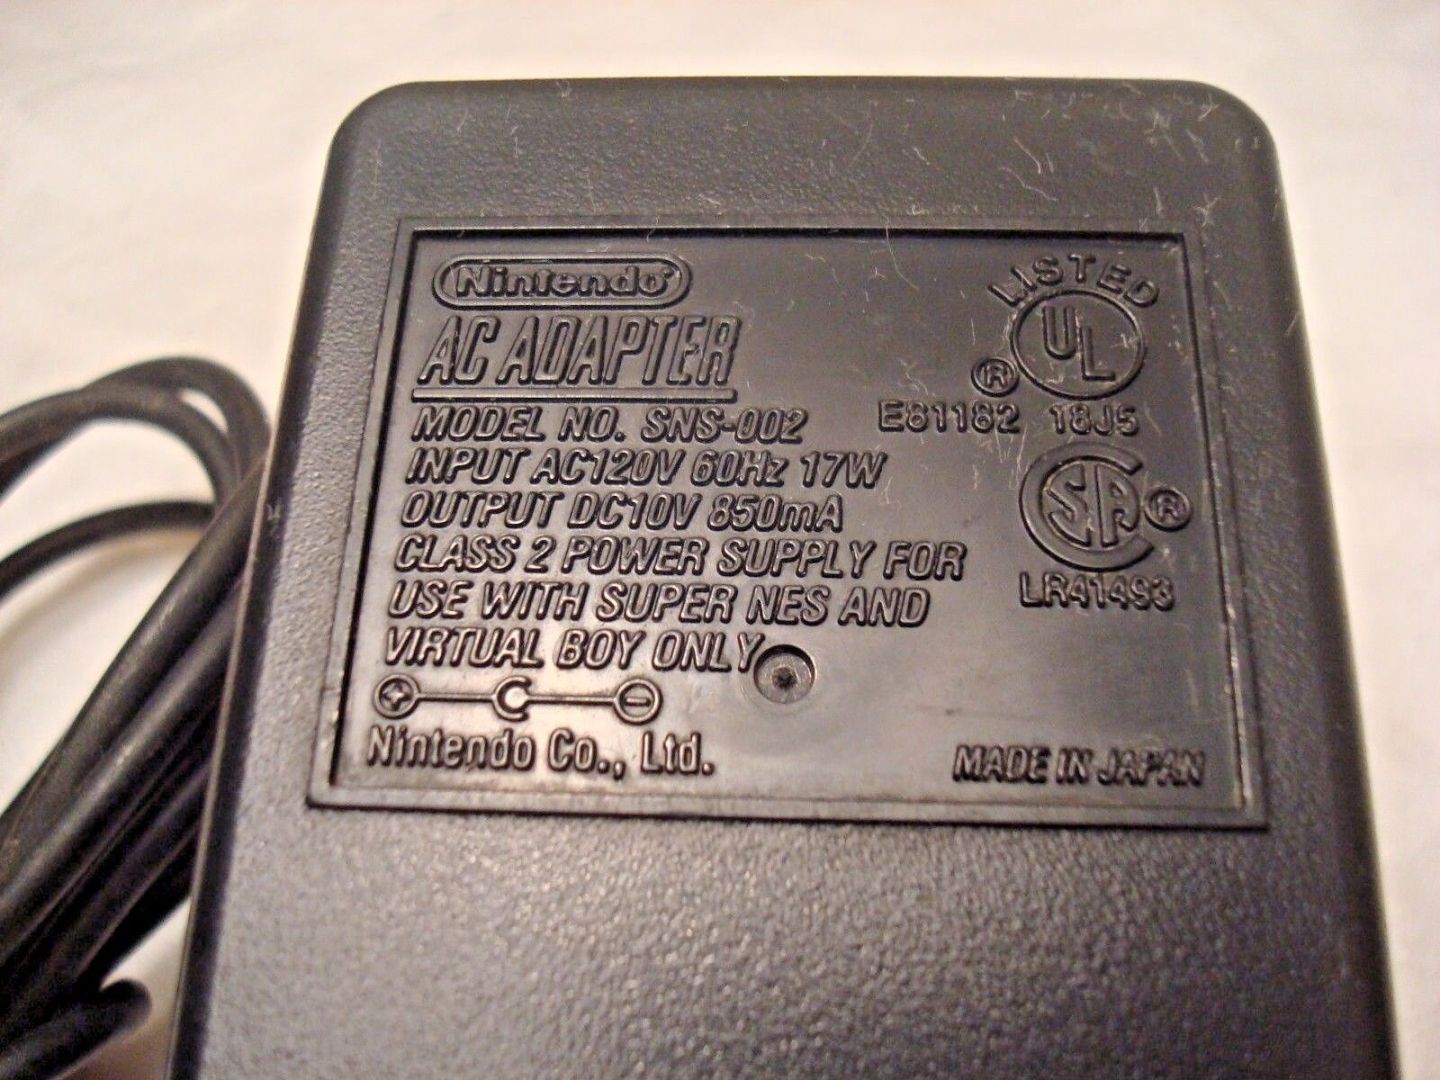 Nintendo®
AC ADAPTER
MODEL NO. SNS-002
INPUT AC120V 60Hz 17W
OUTPUT DC10V 850mA
CLASS 2 POWER SUPPLY FOR
USE WITH SUPER NES AND
VIRTUAL BOY ONLY
+ -
Nintendo Co., Ltd.
LISTED
UL ®
E81182 18J5
CSA ®
LR41493
MADE IN JAPAN